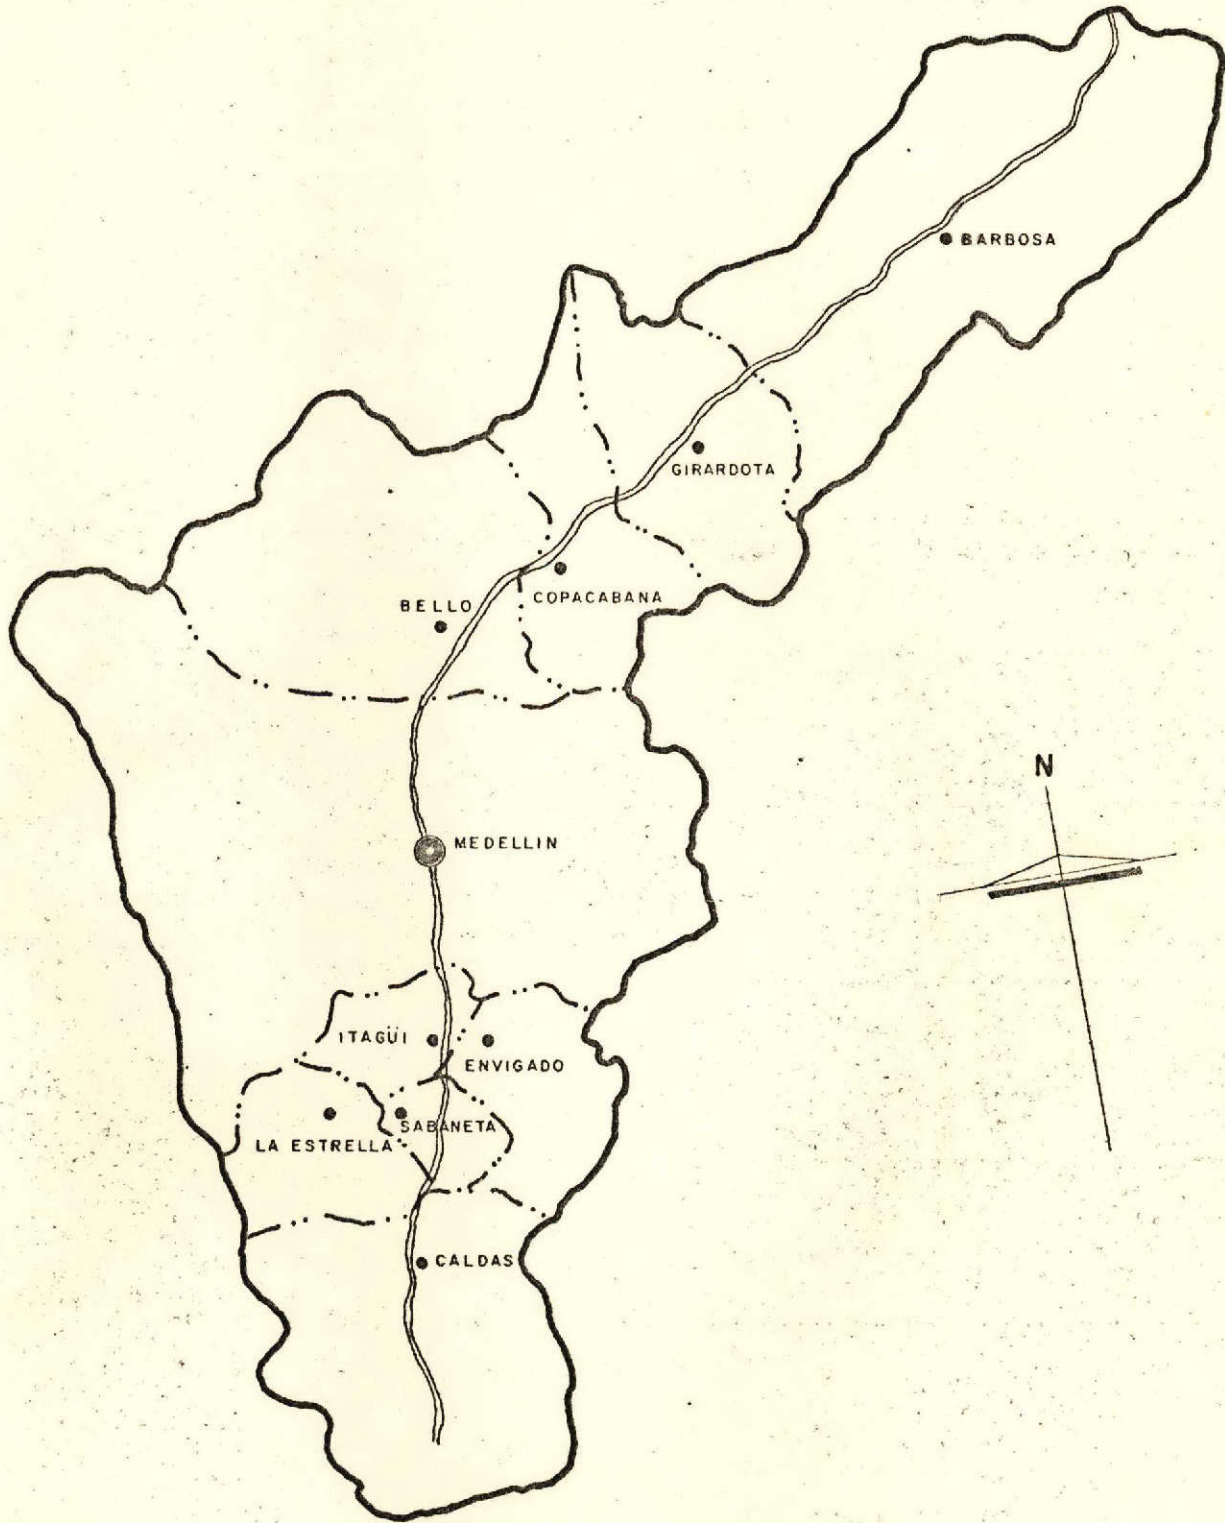 BARBOSA
GIRARDOTA
COPACABANA
BELLO
N
MEDELLIN
ITAGÜI
ENVIGADO
SABANETA
LA ESTRELLA
CALDAS